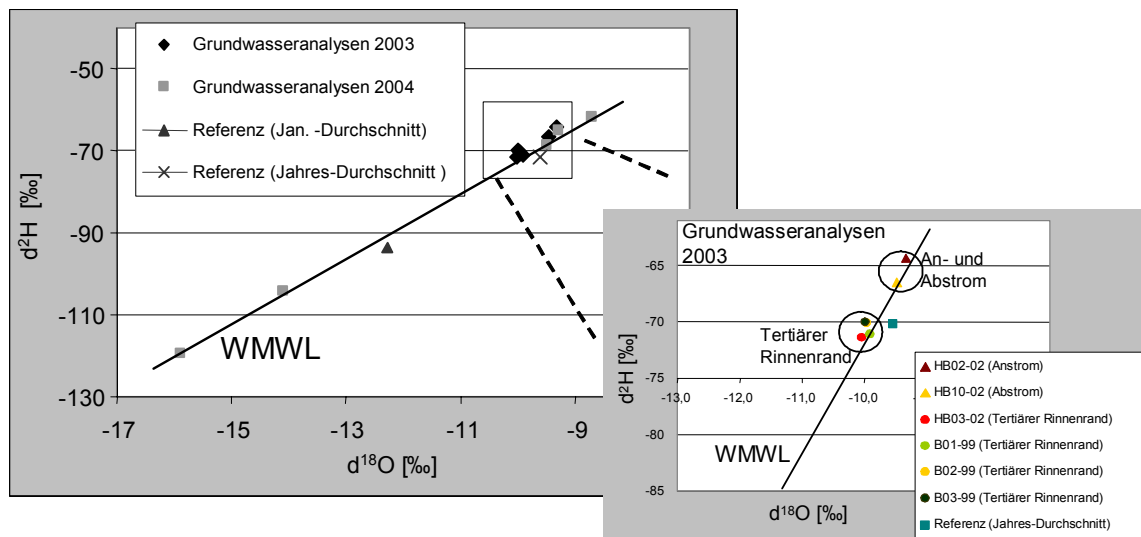 Grundwasseranalysen 2003
Grundwasseranalysen 2004
Referenz (Jan. -Durchschnitt)
Referenz (Jahres-Durchschnitt )
-50
-70
-90
-110
-130
d²H [‰]
-17
-15
-13
-11
-9
d¹⁸O [‰]
WMWL
Grundwasseranalysen
2003
An- und
Abstrom
Tertiärer
Rinnenrand
-65
-70
-75
-80
-85
d²H [‰]
-13,0
-12,0
-11,0
-10,0
WMWL
d¹⁸O [‰]
HB02-02 (Anstrom)
HB10-02 (Abstrom)
HB03-02 (Tertiärer Rinnenrand)
B01-99 (Tertiärer Rinnenrand)
B02-99 (Tertiärer Rinnenrand)
B03-99 (Tertiärer Rinnenrand)
Referenz (Jahres-Durchschnitt)